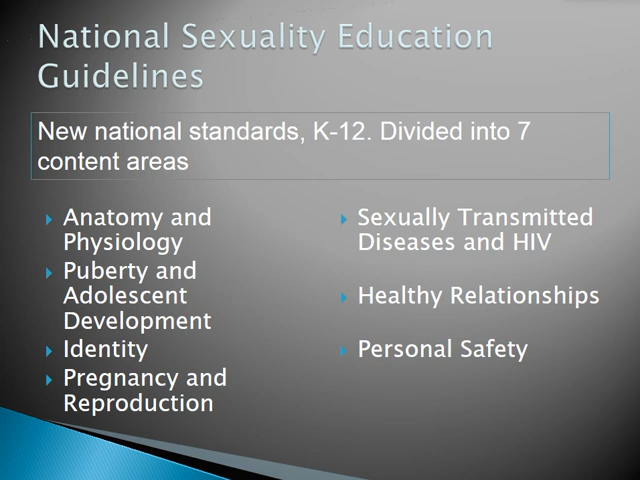 National Sexuality Education
Guidelines
New national standards, K-12. Divided into 7
content areas
Anatomy and
Physiology
Puberty and
Adolescent
Development
Identity
Pregnancy and
Reproduction
Sexually Transmitted
Diseases and HIV
Healthy Relationships
Personal Safety